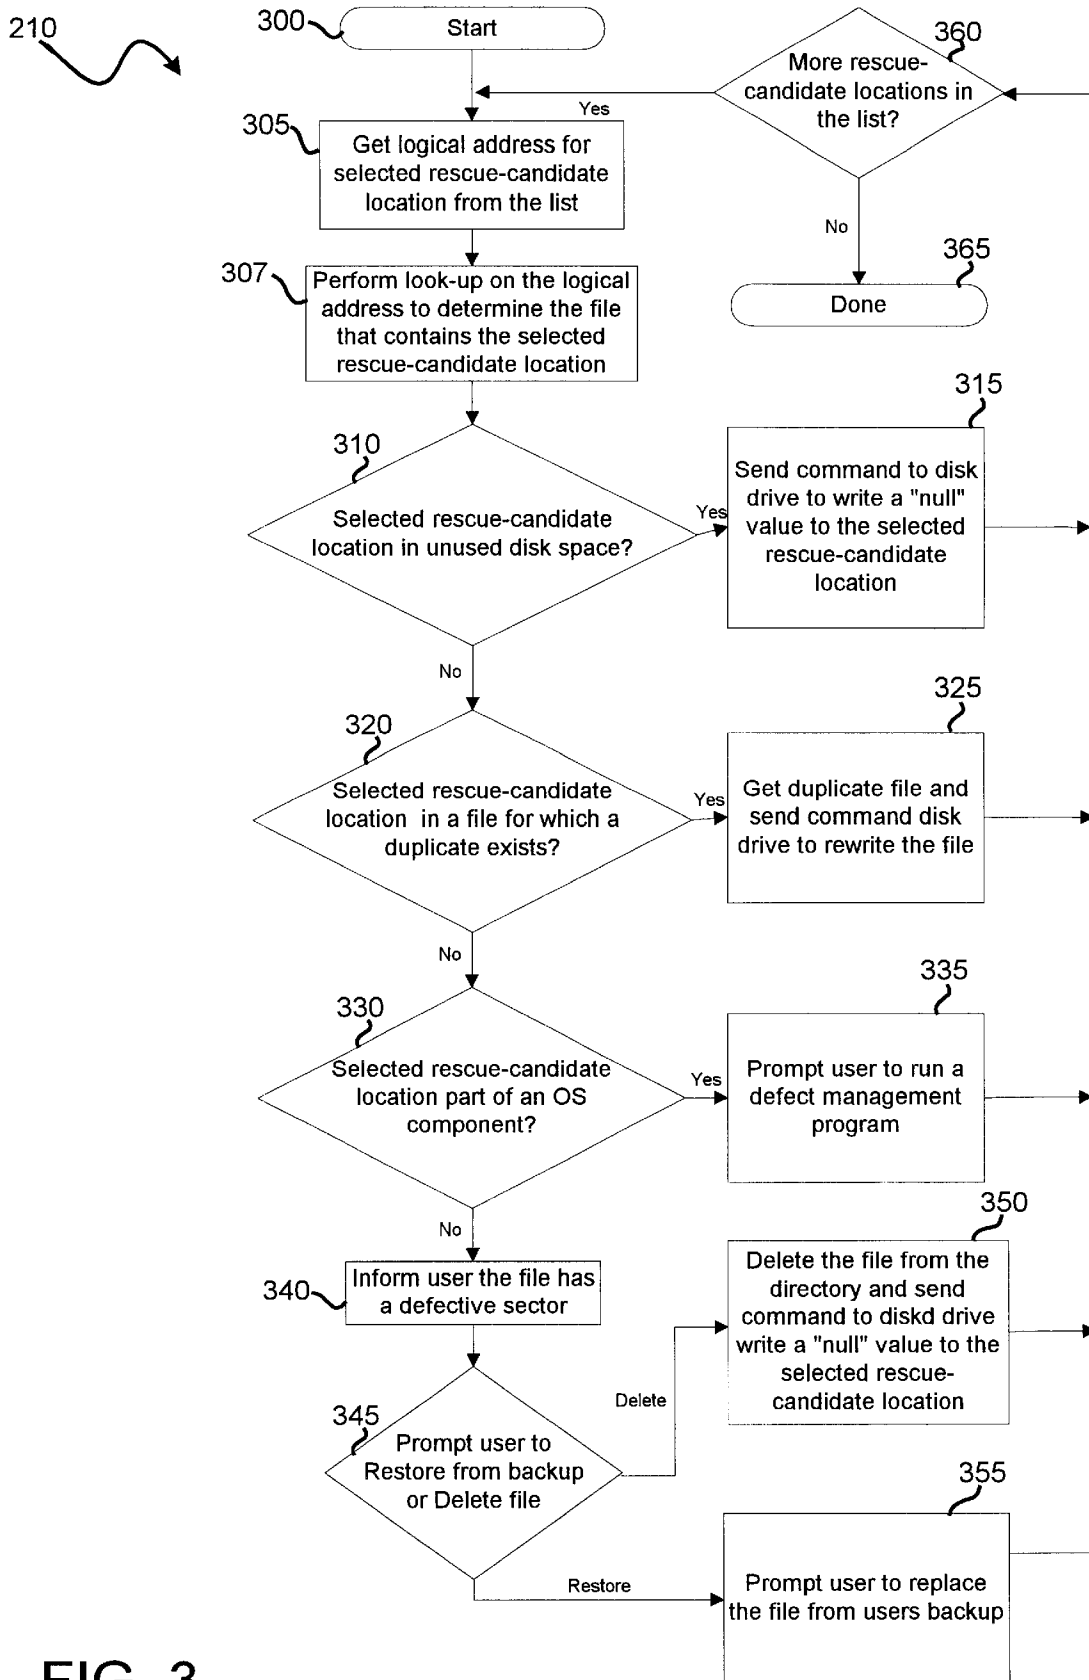 210
300
Start
360
More rescue-
candidate locations in
the list?
Yes
305
Get logical address for
selected rescue-candidate
location from the list
No
307
Perform look-up on the logical
address to determine the file
that contains the selected
rescue-candidate location
365
Done
310
Selected rescue-candidate
location in unused disk space?
Yes
315
Send command to disk
drive to write a "null"
value to the selected
rescue-candidate
location
No
320
Selected rescue-candidate
location in a file for which a
duplicate exists?
Yes
325
Get duplicate file and
send command disk
drive to rewrite the file
No
330
Selected rescue-candidate
location part of an OS
component?
Yes
335
Prompt user to run a
defect management
program
No
340
Inform user the file has
a defective sector
345
Prompt user to
Restore from backup
or Delete file
Delete
350
Delete the file from the
directory and send
command to diskd drive
write a "null" value to the
selected rescue-
candidate location
Restore
355
Prompt user to replace
the file from users backup
FIG. 3